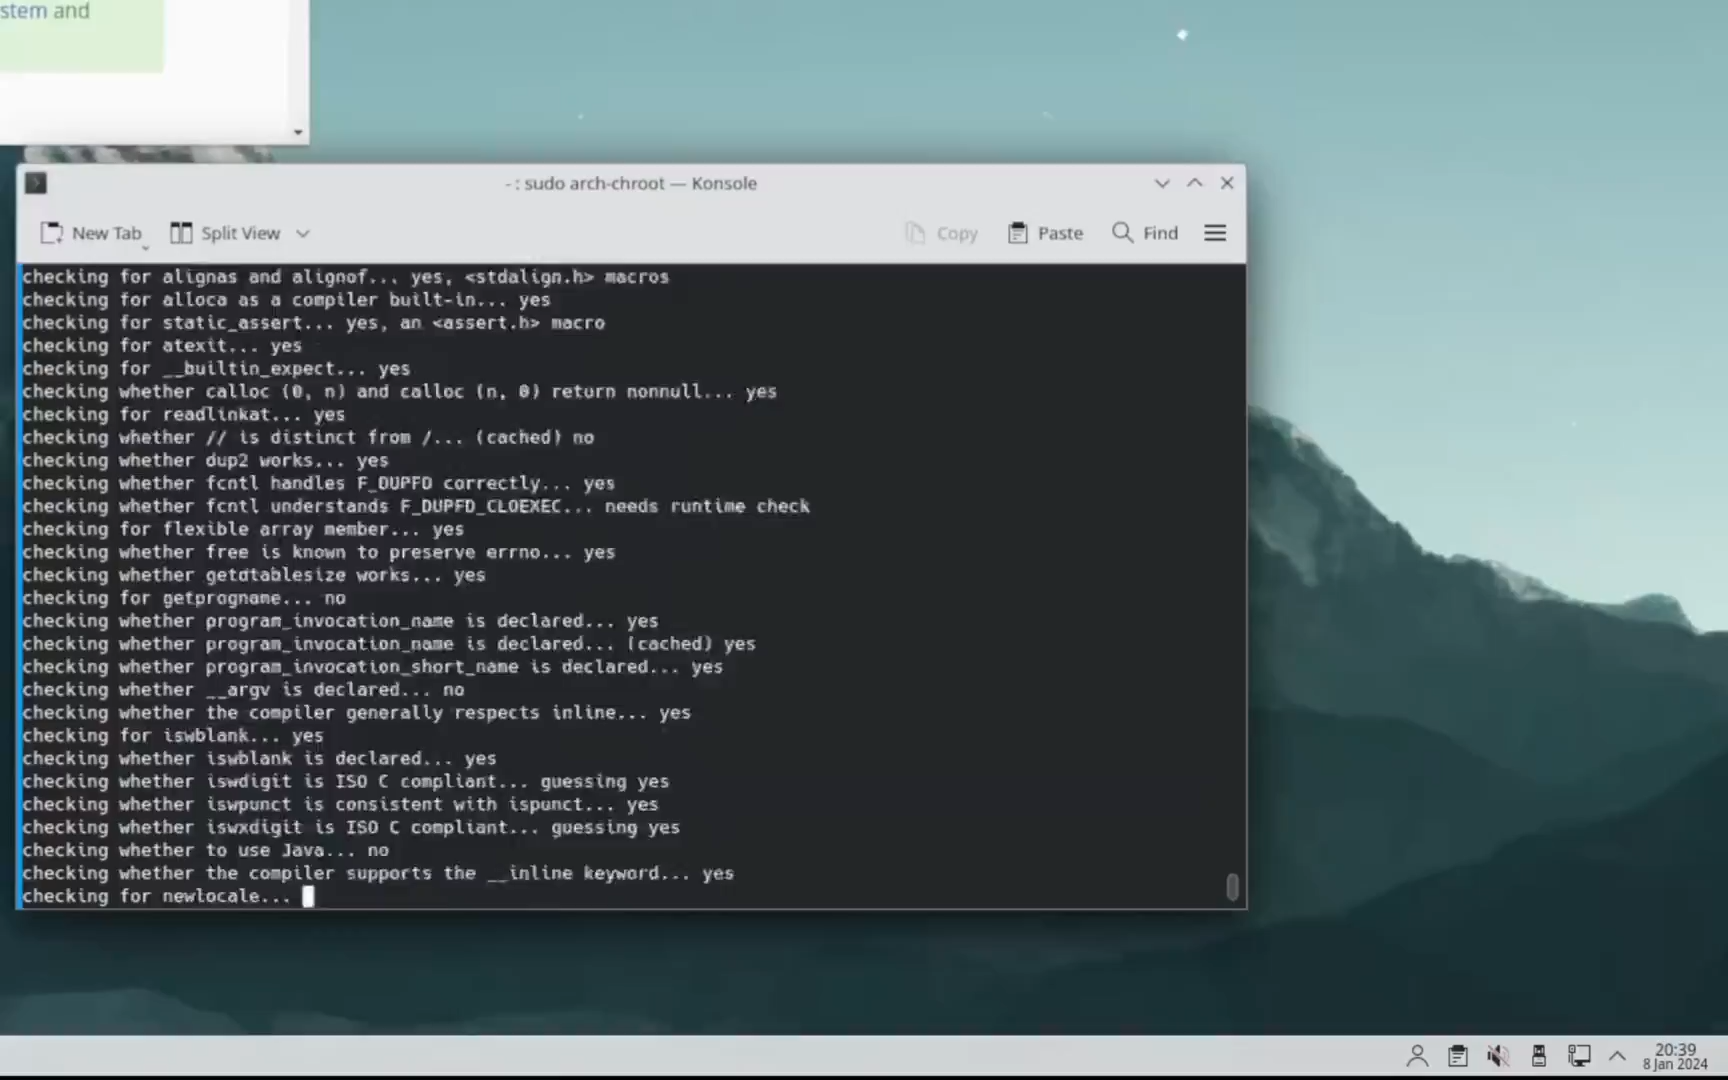 stem and
- : sudo arch-chroot — Konsole
New Tab Split View Copy Paste Find
checking for alignas and alignof... yes, <stdalign.h> macros
checking for alloca as a compiler built-in... yes
checking for static_assert... yes, an <assert.h> macro
checking for atexit... yes
checking for __builtin_expect... yes
checking whether calloc (0, n) and calloc (n, 0) return nonnull... yes
checking for readlinkat... yes
checking whether // is distinct from /... (cached) no
checking whether dup2 works... yes
checking whether fcntl handles F_DUPFD correctly... yes
checking whether fcntl understands F_DUPFD_CLOEXEC... needs runtime check
checking for flexible array member... yes
checking whether free is known to preserve errno... yes
checking whether getdtablesize works... yes
checking for getprogname... no
checking whether program_invocation_name is declared... yes
checking whether program_invocation_name is declared... (cached) yes
checking whether program_invocation_short_name is declared... yes
checking whether __argv is declared... no
checking whether the compiler generally respects inline... yes
checking for iswblank... yes
checking whether iswblank is declared... yes
checking whether iswdigit is ISO C compliant... guessing yes
checking whether iswpunct is consistent with ispunct... yes
checking whether iswxdigit is ISO C compliant... guessing yes
checking whether to use Java... no
checking whether the compiler supports the __inline keyword... yes
checking for newlocale...
20:39
8 Jan 2024